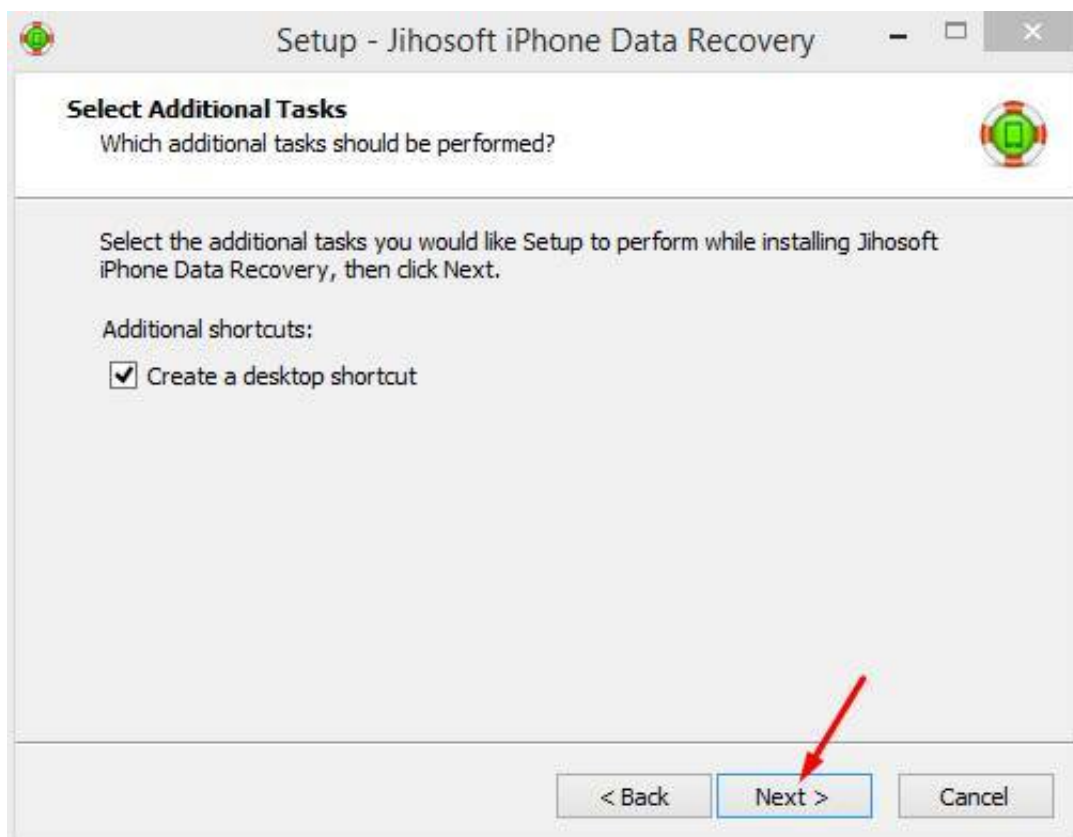 Setup - Jihosoft iPhone Data Recovery
Select Additional Tasks
Which additional tasks should be performed?
Select the additional tasks you would like Setup to perform while installing Jihosoft
iPhone Data Recovery, then click Next.
Additional shortcuts:
Create a desktop shortcut
< Back Next > Cancel